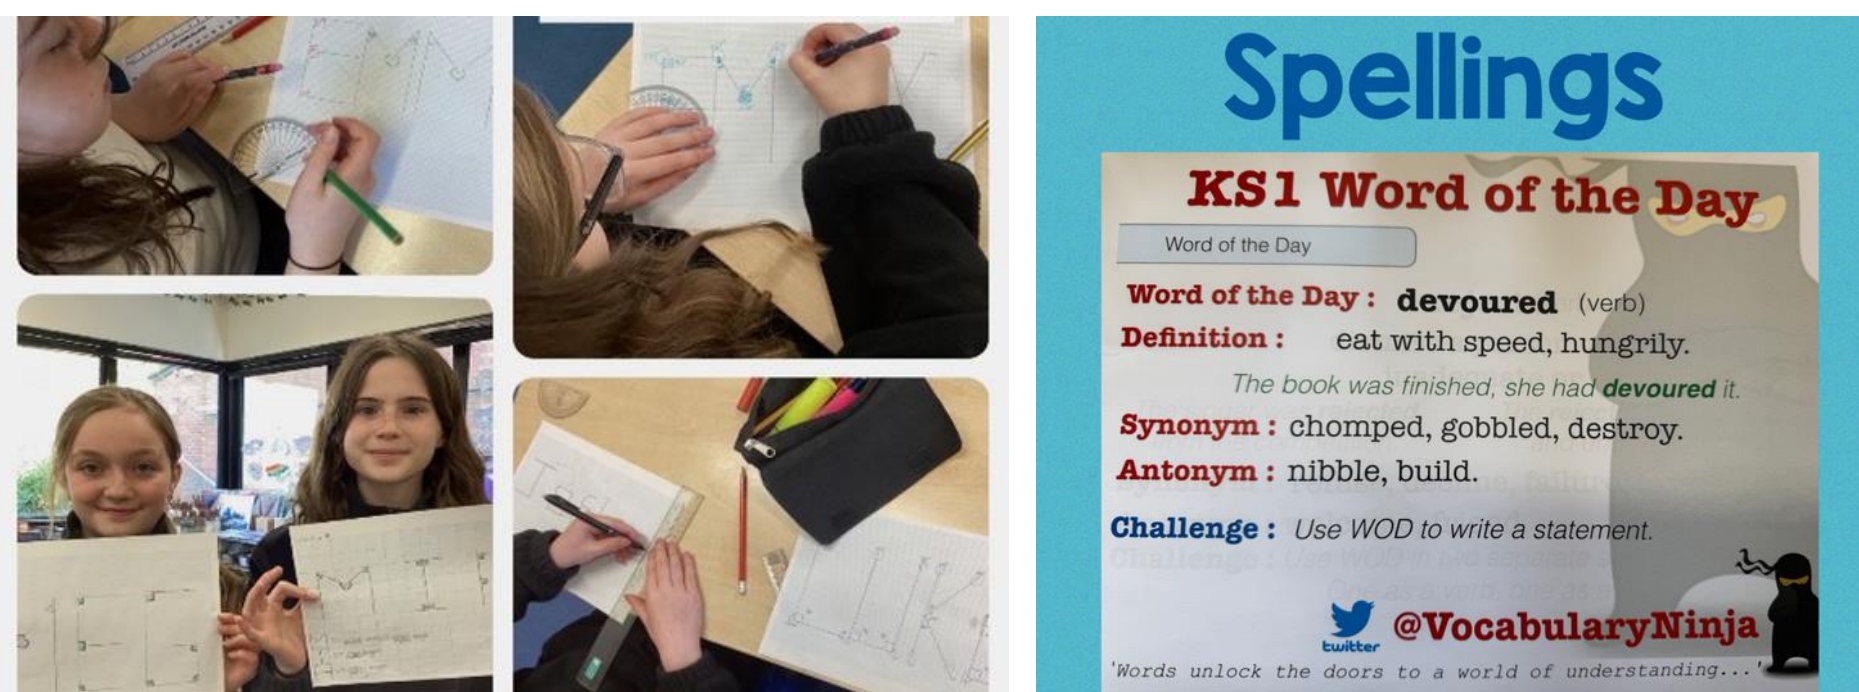 Spellings
KS1 Word of the Day
Word of the Day
Word of the Day : devoured (verb)
Definition : eat with speed, hungrily.
The book was finished, she had devoured it.
Synonym : chomped, gobbled, destroy.
Antonym : nibble, build.
Challenge : Use WOD to write a statement.
twitter @VocabularyNinja
'Words unlock the doors to a world of understanding...'